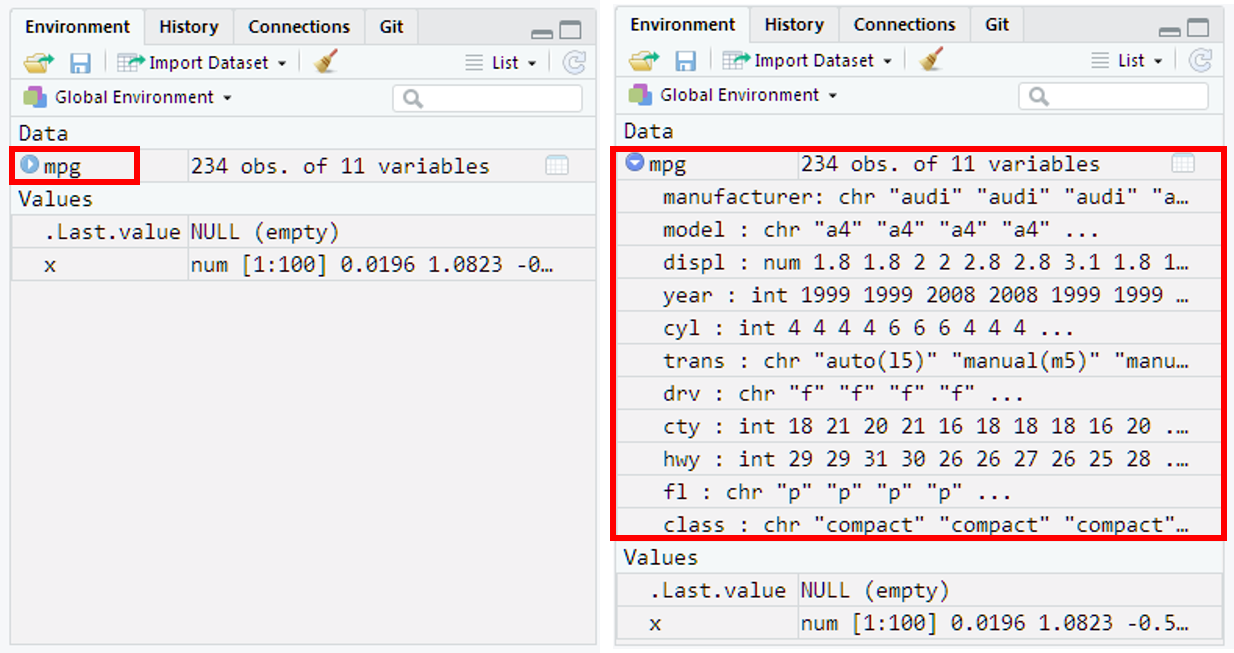 Environment History Connections Git
Import Dataset List
Global Environment
Data
mpg 234 obs. of 11 variables
Values
.Last.value NULL (empty)
x num [1:100] 0.0196 1.0823 -0…
Environment History Connections Git
Import Dataset List
Global Environment
Data
mpg 234 obs. of 11 variables
manufacturer: chr "audi" "audi" "audi" "a…
model : chr "a4" "a4" "a4" "a4" ...
displ : num 1.8 1.8 2 2 2.8 2.8 3.1 1.8 1…
year : int 1999 1999 2008 2008 1999 1999 …
cyl : int 4 4 4 4 6 6 6 4 4 4 ...
trans : chr "auto(l5)" "manual(m5)" "manu…
drv : chr "f" "f" "f" "f" ...
cty : int 18 21 20 21 16 18 18 18 16 20 .…
hwy : int 29 29 31 30 26 26 27 26 25 28 .…
fl : chr "p" "p" "p" "p" ...
class : chr "compact" "compact" "compact"…
Values
.Last.value NULL (empty)
x num [1:100] 0.0196 1.0823 -0.5…